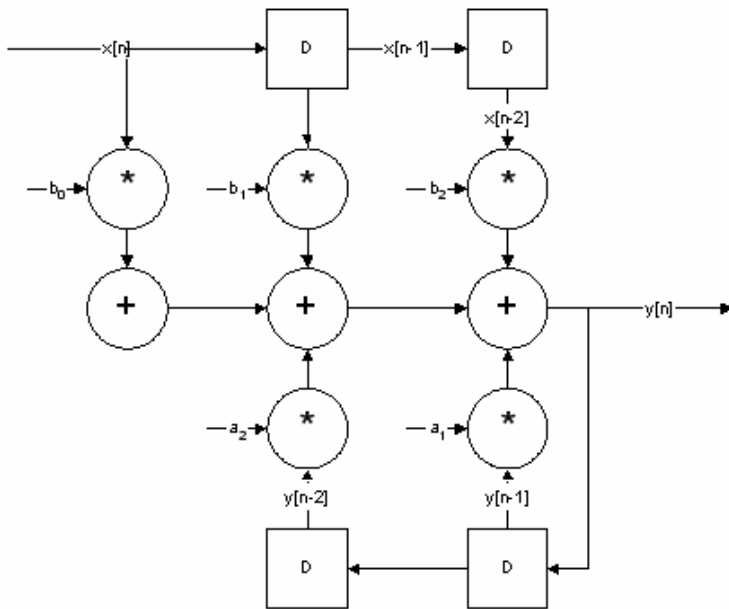 x[n] D x[n-1] D
x[n-2]
b0 * b1 * b2 *
+ + + y[n]
a2 * a1 *
y[n-2] y[n-1]
D D